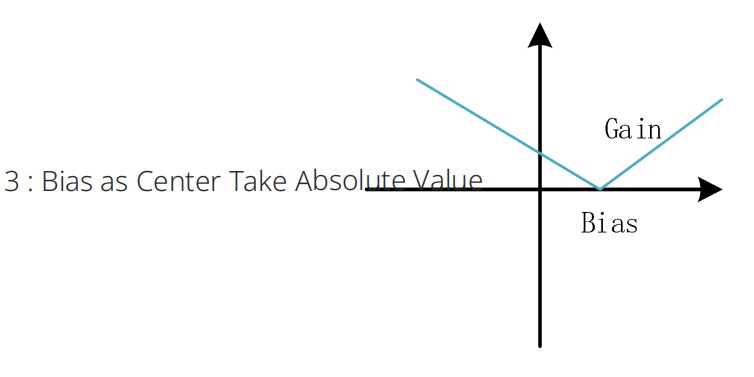 Gain
3 : Bias as Center Take Absolute Value
Bias